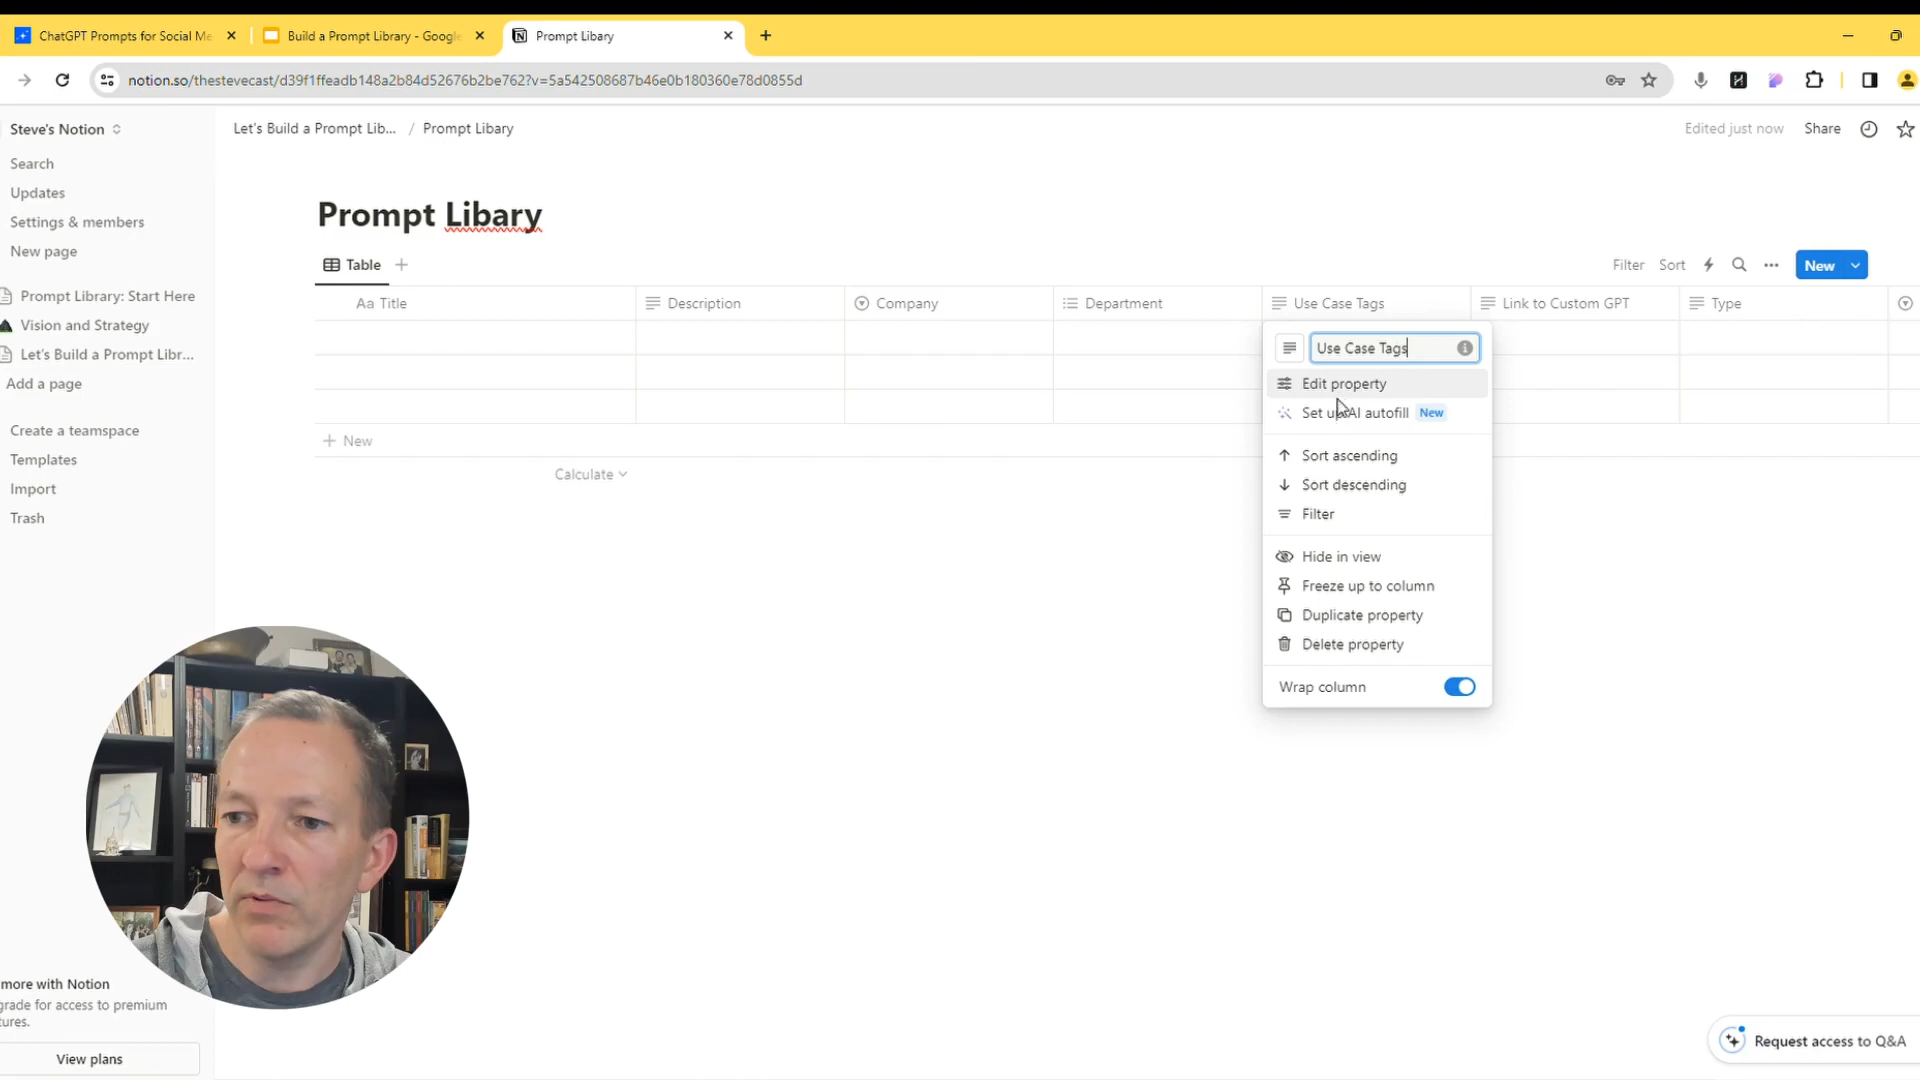 ChatGPT Prompts for Social Me
Build a Prompt Library - Google
Prompt Libary
notion.so/thestevecast/d39f1ffeadb148a2b84d52676b2be762?v=5a542508687b46e0b180360e78d0855d
Steve's Notion
Let's Build a Prompt Lib... / Prompt Libary
Edited just now
Share
Search
Updates
Settings & members
New page
Prompt Library: Start Here
Vision and Strategy
Let's Build a Prompt Libr...
Add a page
Create a teamspace
Templates
Import
Trash
Prompt Libary
Table
Filter
Sort
New
Aa Title
Description
Company
Department
Use Case Tags
Link to Custom GPT
Type
+ New
Calculate
Use Case Tags
Edit property
Set up AI autofill New
Sort ascending
Sort descending
Filter
Hide in view
Freeze up to column
Duplicate property
Delete property
Wrap column
more with Notion
grade for access to premium
tures.
View plans
Request access to Q&A